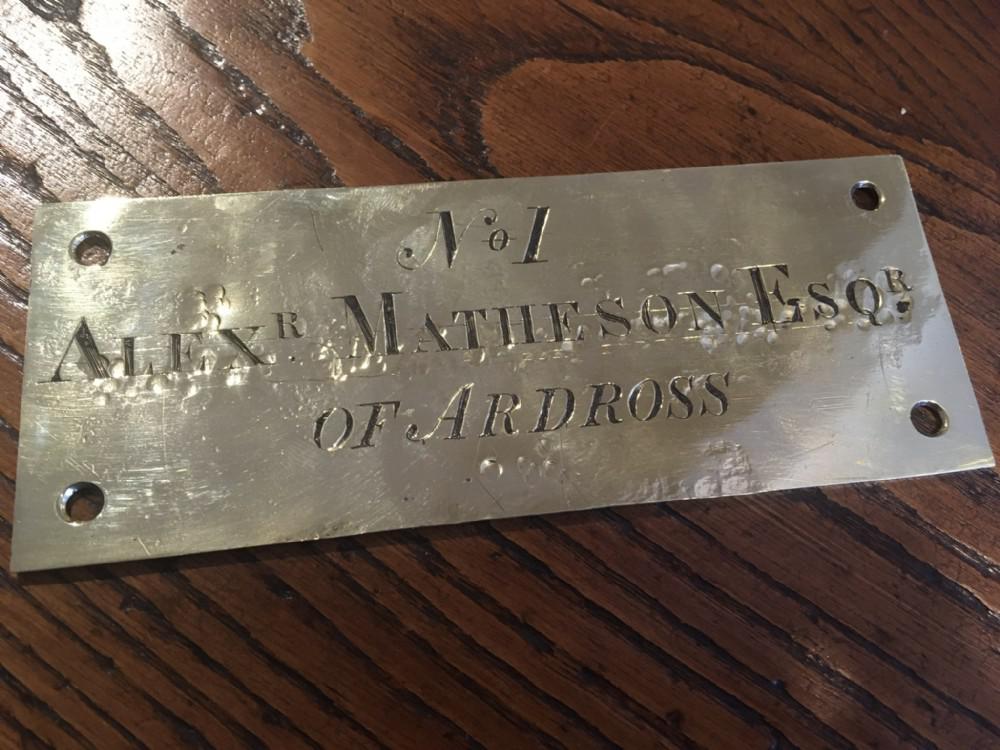 No 1
ALEXR. MATHESON ESQR.
OF ARDROSS